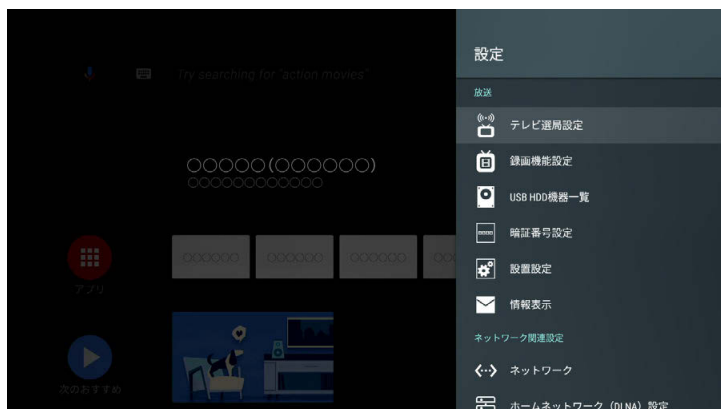 設定
放送
Try searching for "action movies"
テレビ選局設定
録画機能設定
○○○○○(○○○○○○)
○○○○○○○○○○○○
USB HDD機器一覧
暗証番号設定
○○○○○○ ○○○○○○ ○○○○○○ ○○○
設置設定
アプリ
情報表示
ネットワーク関連設定
ネットワーク
次のおすすめ
ホームネットワーク (DLNA) 設定